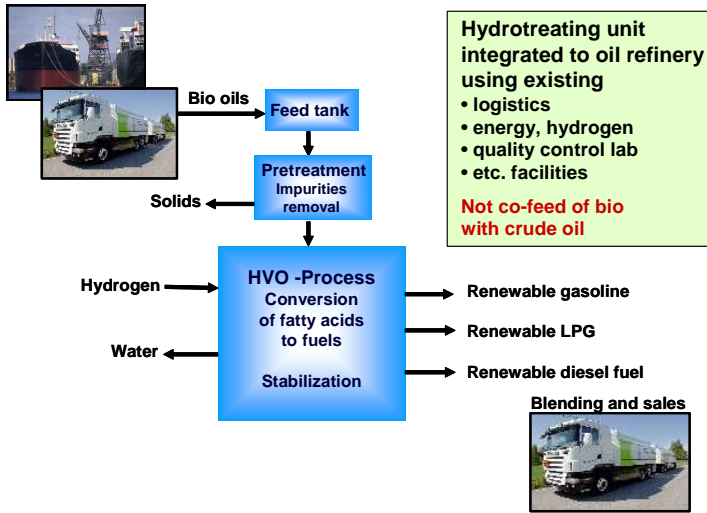 Bio oils
Feed tank
Pretreatment
Impurities
removal
Solids
HVO -Process
Conversion
of fatty acids
to fuels
Stabilization
Hydrogen
Water
Renewable gasoline
Renewable LPG
Renewable diesel fuel
Blending and sales
Hydrotreating unit
integrated to oil refinery
using existing
• logistics
• energy, hydrogen
• quality control lab
• etc. facilities
Not co-feed of bio
with crude oil